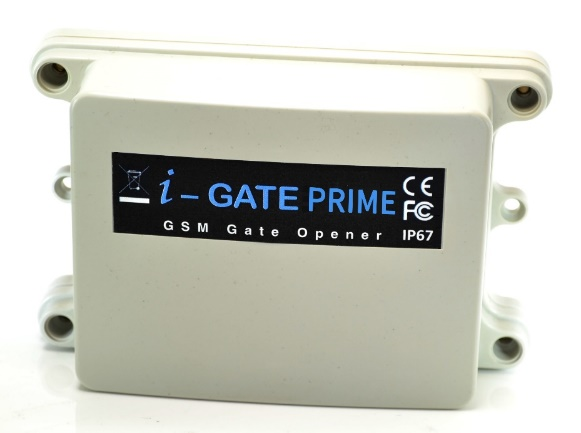 i – GATE PRIME
CE
FC
GSM Gate Opener IP67